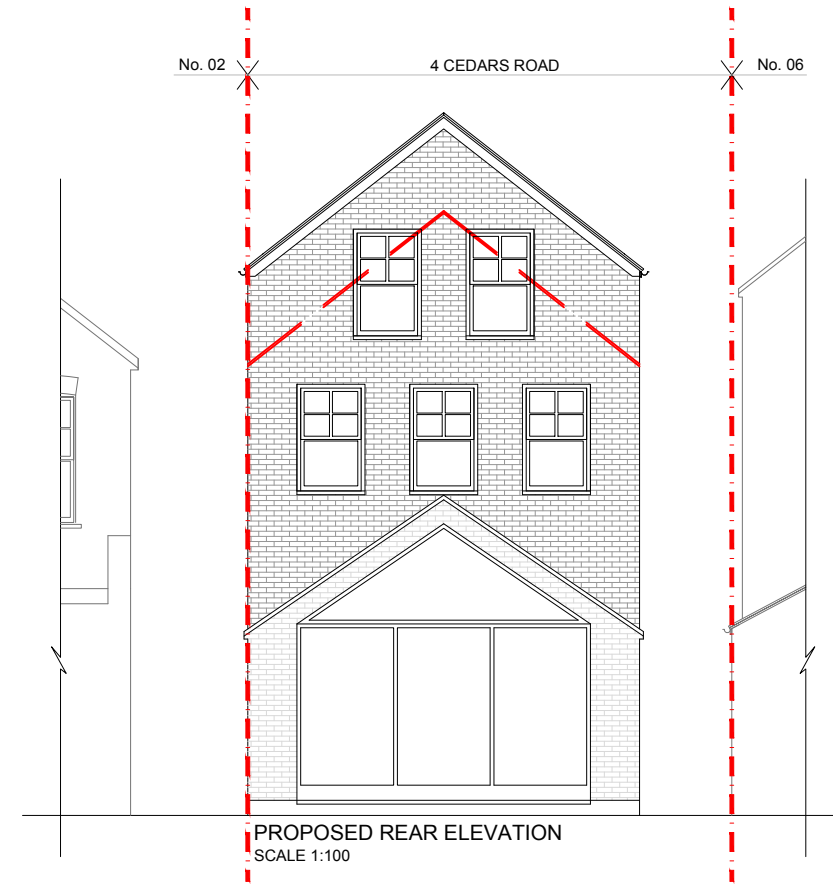 No. 02
4 CEDARS ROAD
No. 06
PROPOSED REAR ELEVATION
SCALE 1:100